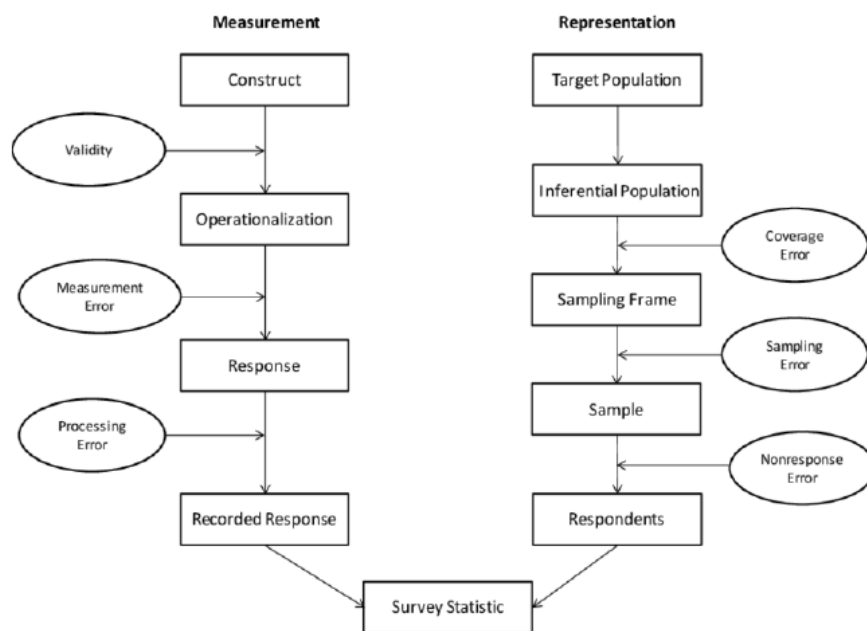 Measurement
Representation
Construct
Target Population
Validity
Operationalization
Inferential Population
Coverage
Error
Measurement
Error
Sampling Frame
Response
Sampling
Error
Sample
Processing
Error
Nonresponse
Error
Recorded Response
Respondents
Survey Statistic